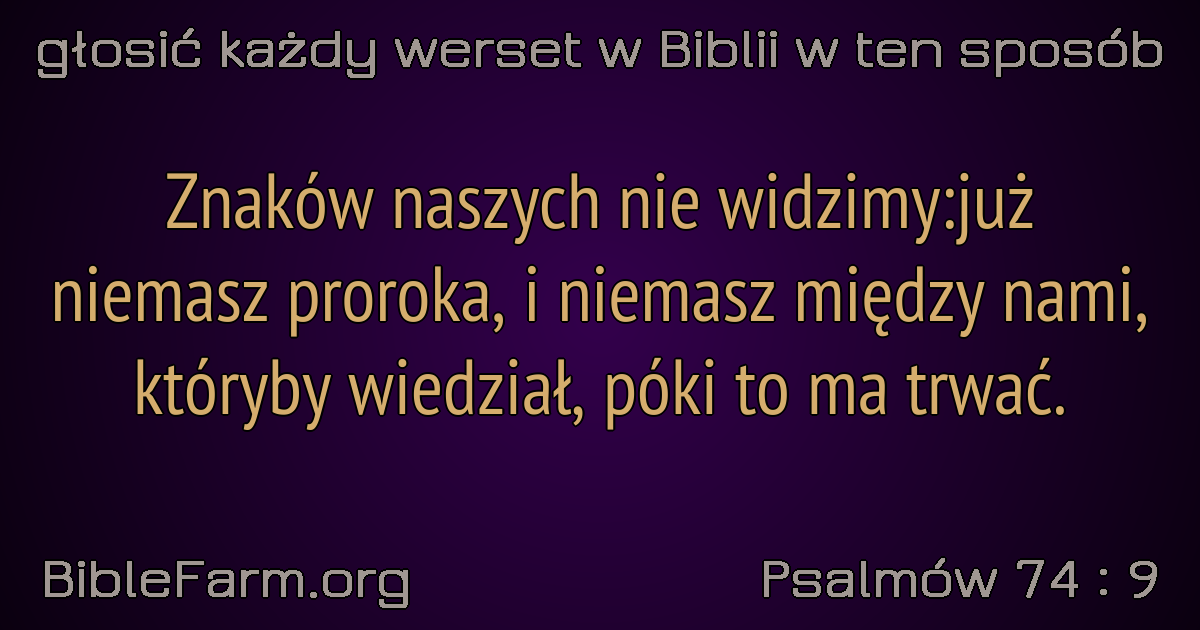 głosić każdy werset w Biblii w ten sposób
Znaków naszych nie widzimy:już
niemasz proroka, i niemasz między nami,
któryby wiedział, póki to ma trwać.
BibleFarm.org
Psalmów 74 : 9